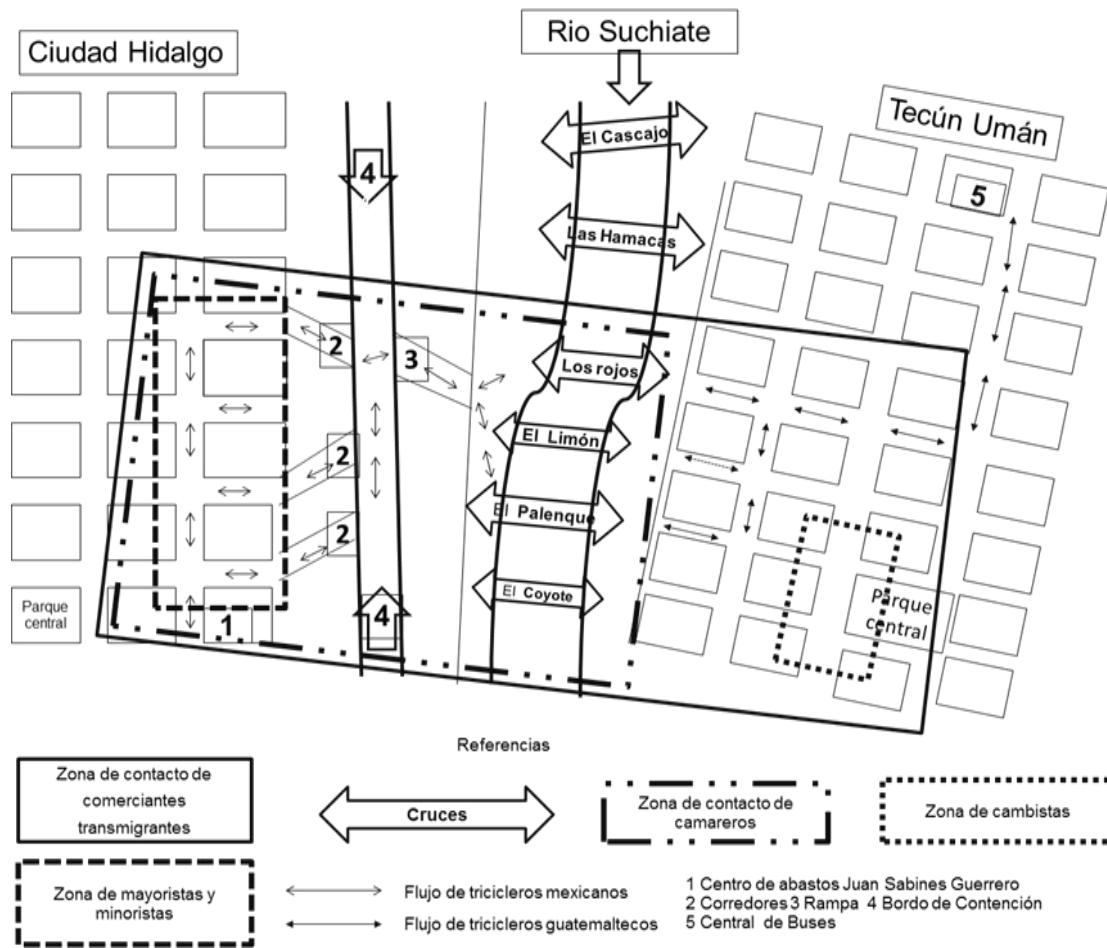 Ciudad Hidalgo
Rio Suchiate
Tecún Umán
El Cascajo
4
5
Las Hamacas
2
3
Los rojos
El Limón
2
El Palenque
2
El Coyote
Parque
central
1
4
Parque
central
Referencias
Zona de contacto de
comerciantes
transmigrantes
Cruces
Zona de contacto de
camareros
Zona de cambistas
Zona de mayoristas y
minoristas
Flujo de tricicleros mexicanos
Flujo de tricicleros guatemaltecos
1 Centro de abastos Juan Sabines Guerrero
2 Corredores 3 Rampa 4 Bordo de Contención
5 Central de Buses